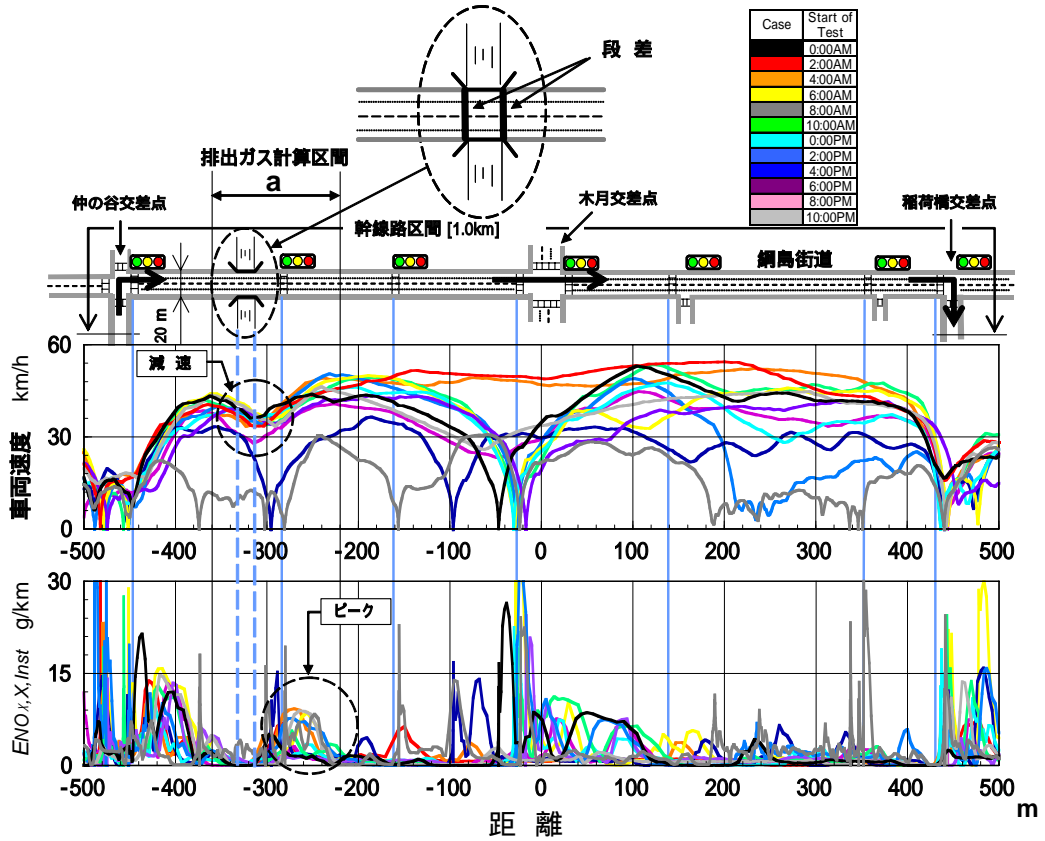 Case Start of Test
0:00AM
2:00AM
4:00AM
6:00AM
8:00AM
10:00AM
0:00PM
2:00PM
4:00PM
6:00PM
8:00PM
10:00PM
段 差
排出ガス計算区間
a
仲の谷交差点
幹線路区間 [1.0km]
木月交差点
稲荷橋交差点
綱島街道
20 m
車両速度 km/h
60
30
0
減 速
-500 -400 -300 -200 -100 0 100 200 300 400 500
ENOX,X,Inst g/km
30
15
0
ピーク
-500 -400 -300 -200 -100 0 100 200 300 400 500
m
距 離